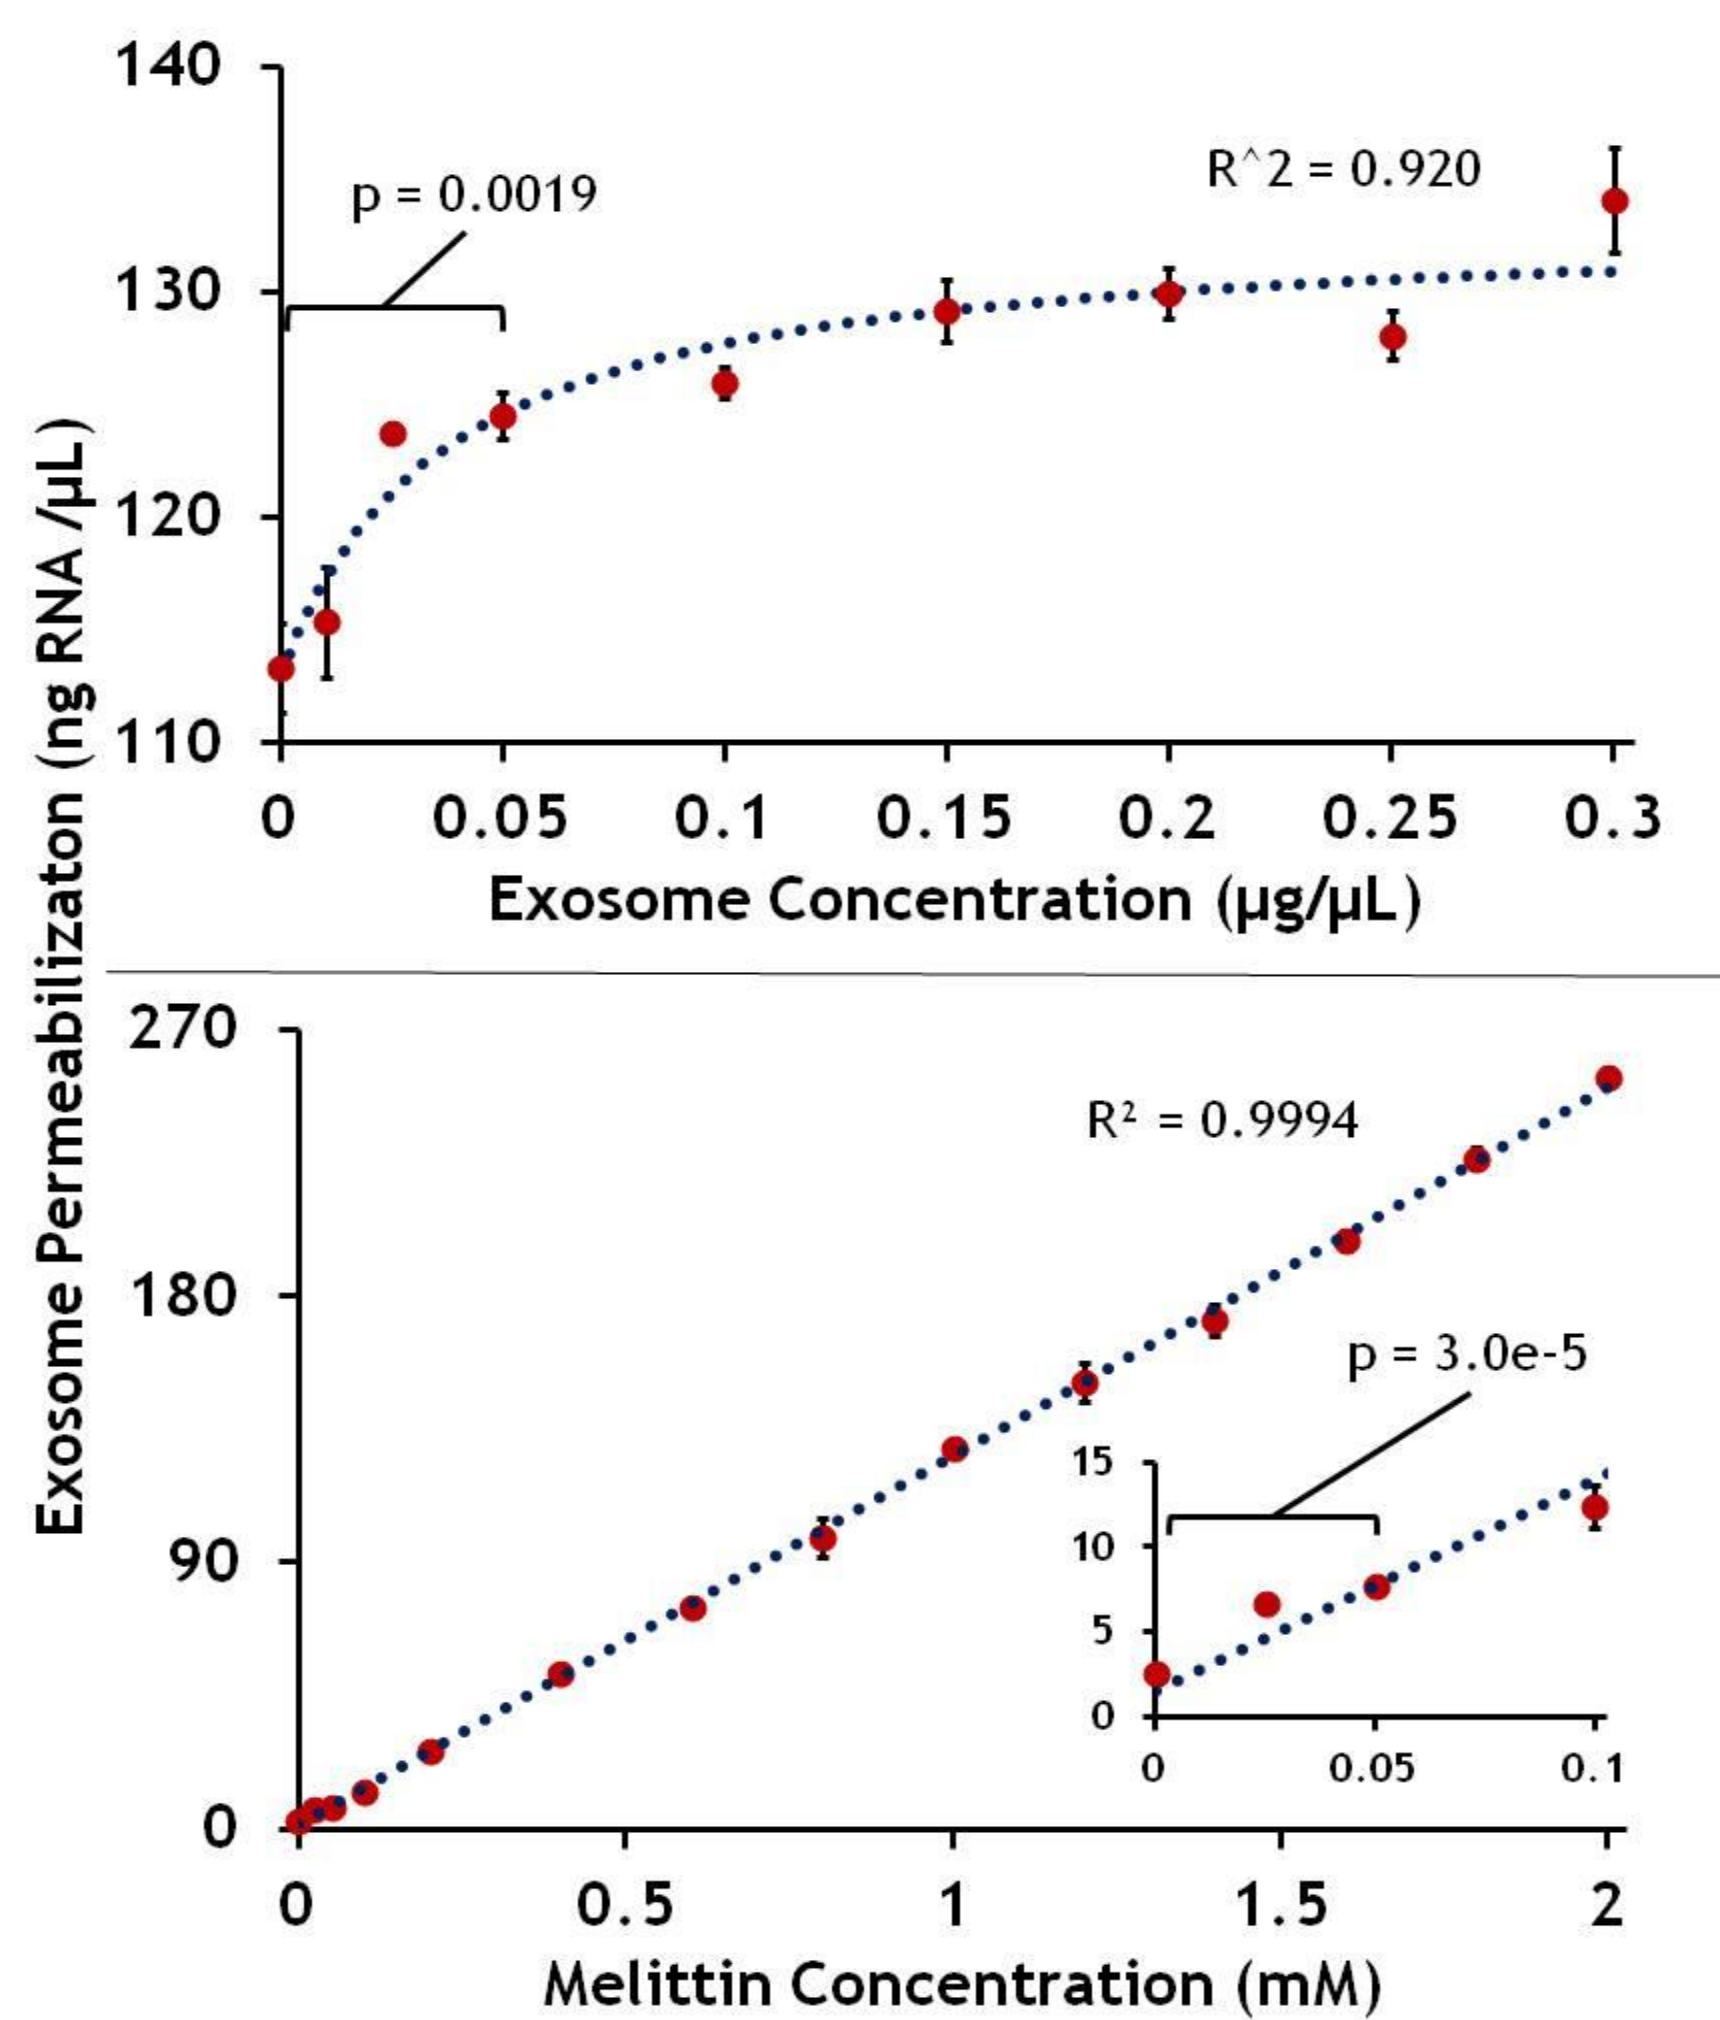 Exosome Permeabilizaton (ng RNA /µL)
140
130
120
110
p = 0.0019
R^2 = 0.920
0 0.05 0.1 0.15 0.2 0.25 0.3
Exosome Concentration (µg/µL)
270
180
90
0
R² = 0.9994
p = 3.0e-5
15
10
5
0
0 0.05 0.1
0 0.5 1 1.5 2
Melittin Concentration (mM)